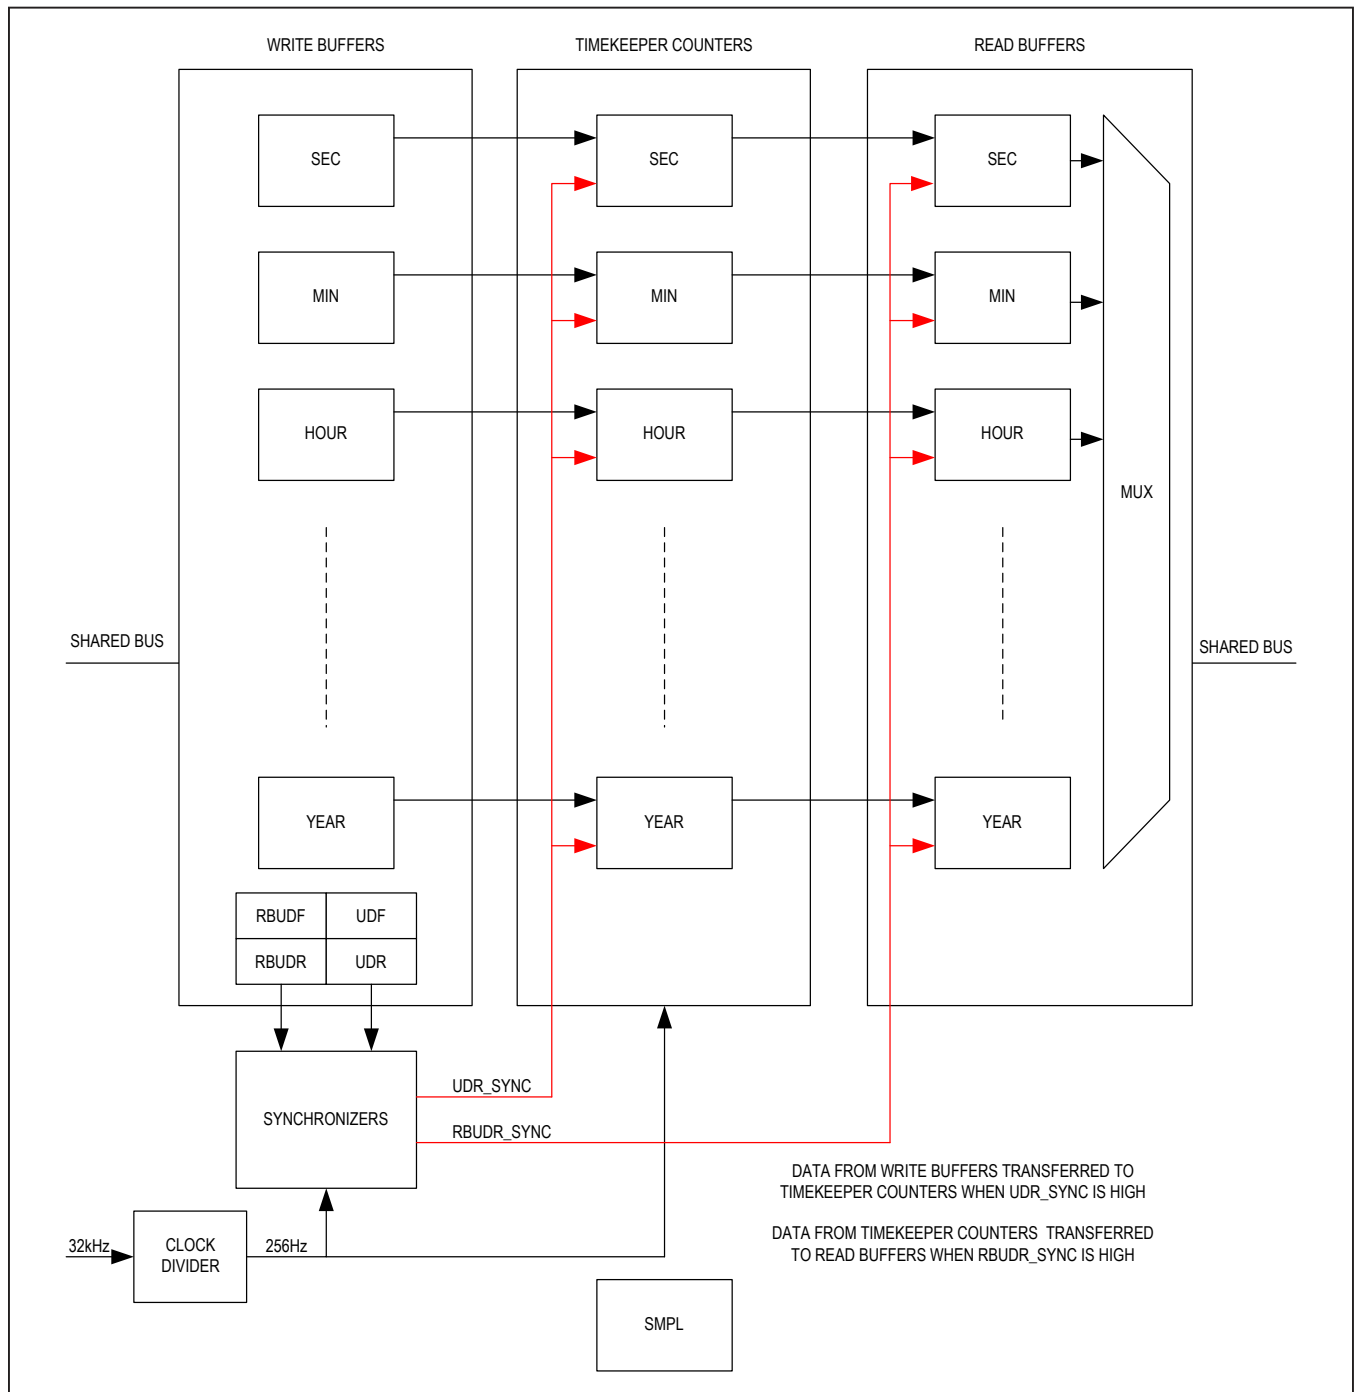 WRITE BUFFERS
TIMEKEEPER COUNTERS
READ BUFFERS
SEC
SEC
SEC
MIN
MIN
MIN
HOUR
HOUR
HOUR
MUX
SHARED BUS
SHARED BUS
YEAR
YEAR
YEAR
RBUDF
UDF
RBUDR
UDR
SYNCHRONIZERS
UDR_SYNC
RBUDR_SYNC
DATA FROM WRITE BUFFERS TRANSFERRED TO
TIMEKEEPER COUNTERS WHEN UDR_SYNC IS HIGH
DATA FROM TIMEKEEPER COUNTERS TRANSFERRED
TO READ BUFFERS WHEN RBUDR_SYNC IS HIGH
32kHz
CLOCK
DIVIDER
256Hz
SMPL